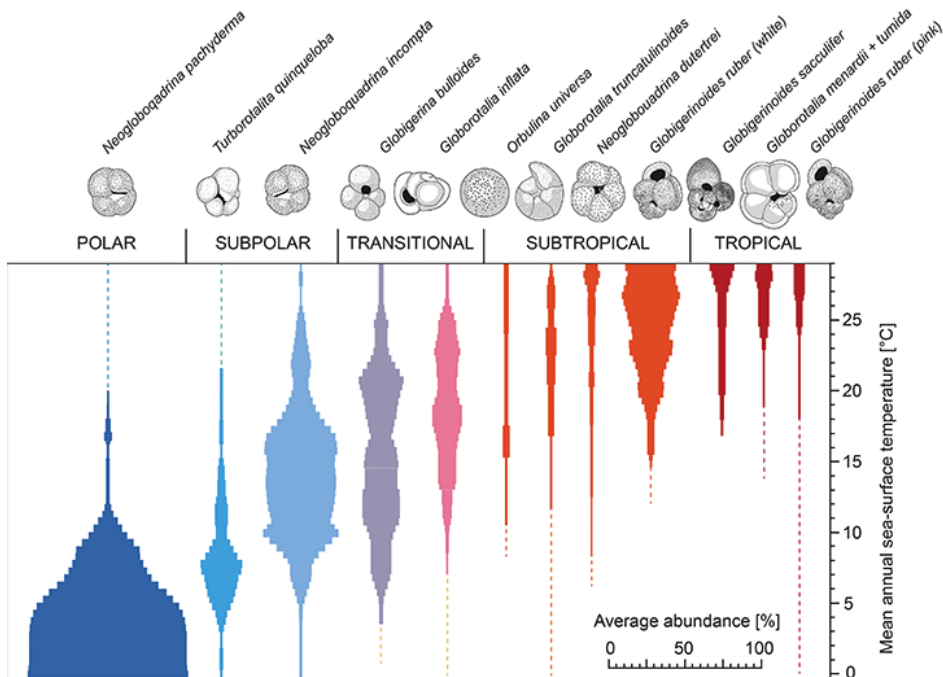 Neogloboqadrina pachyderma
Turborotalita quinqueloba
Neogloboquadrina incompta
Globigerina bulloides
Globorotalia inflata
Orbulina universa
Globorotalia truncatulinoides
Neoglobouadrina dutertrei
Globigerinoides ruber (white)
Globigerinoides sacculifer
Globorotalia menardii + tumida
Globigerinoides ruber (pink)
POLAR
SUBPOLAR
TRANSITIONAL
SUBTROPICAL
TROPICAL
25
20
15
10
5
0
Mean annual sea-surface temperature [°C]
Average abundance [%]
0 50 100